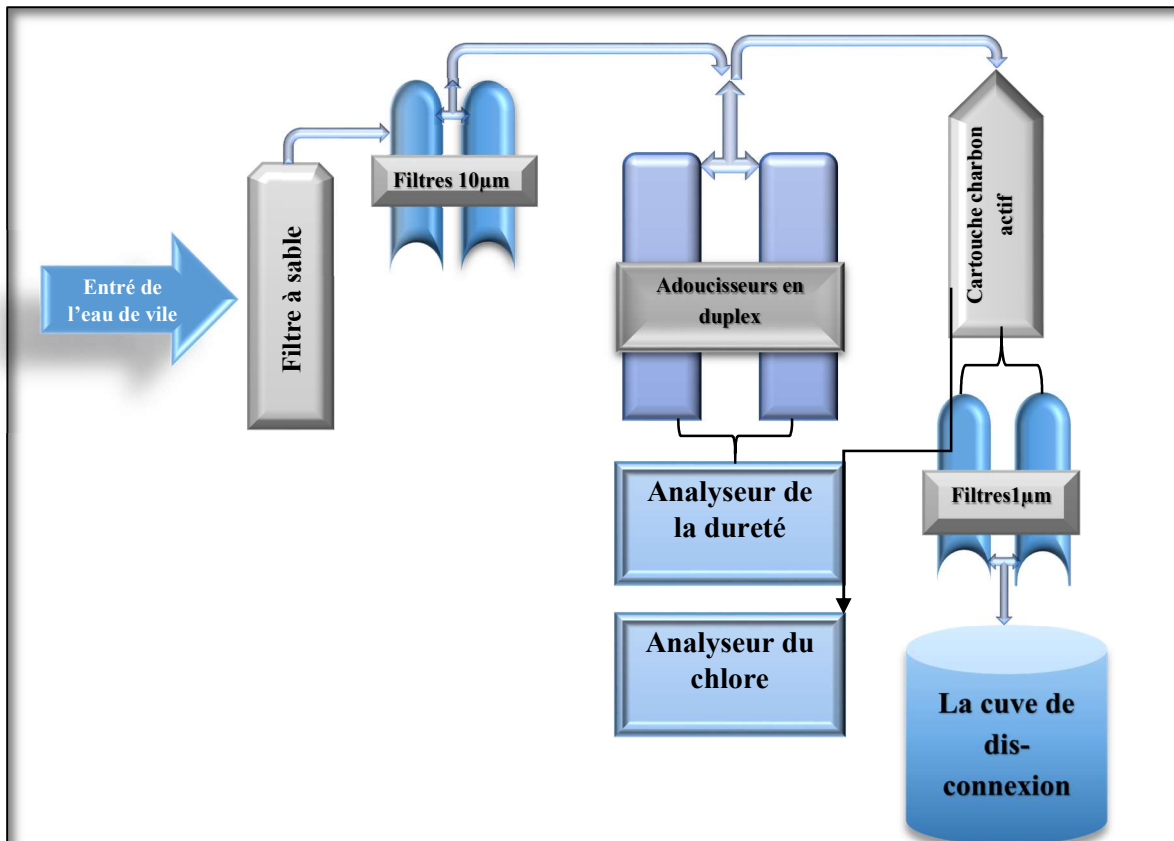 Entré de
l'eau de vile
Filtre à sable
Filtres 10µm
Adoucisseurs en
duplex
Analyseur de
la dureté
Analyseur du
chlore
Cartouche charbon
actif
Filtres1µm
La cuve de
dis-
connexion